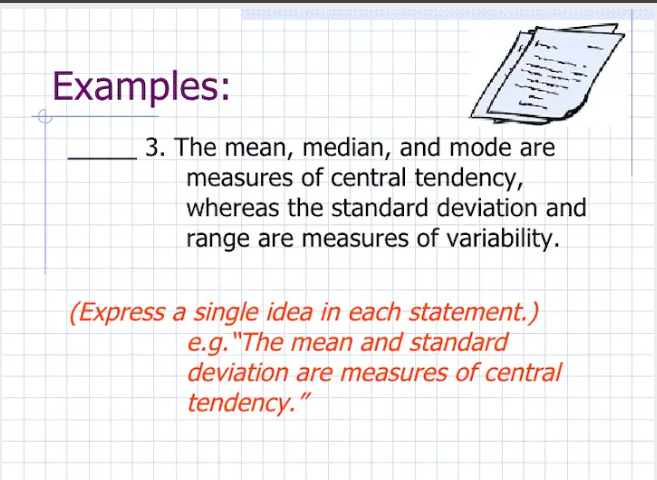 Examples:
_____ 3. The mean, median, and mode are
measures of central tendency,
whereas the standard deviation and
range are measures of variability.
(Express a single idea in each statement.)
e.g.“The mean and standard
deviation are measures of central
tendency.”